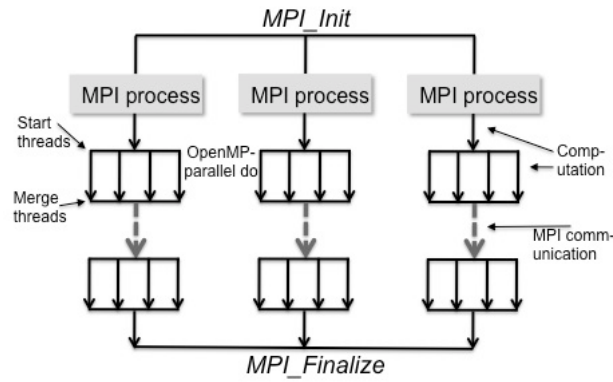 MPI_Init
MPI process
MPI process
MPI process
Start
threads
OpenMP-
parallel do
Comp-
utation
Merge
threads
MPI comm-
unication
MPI_Finalize